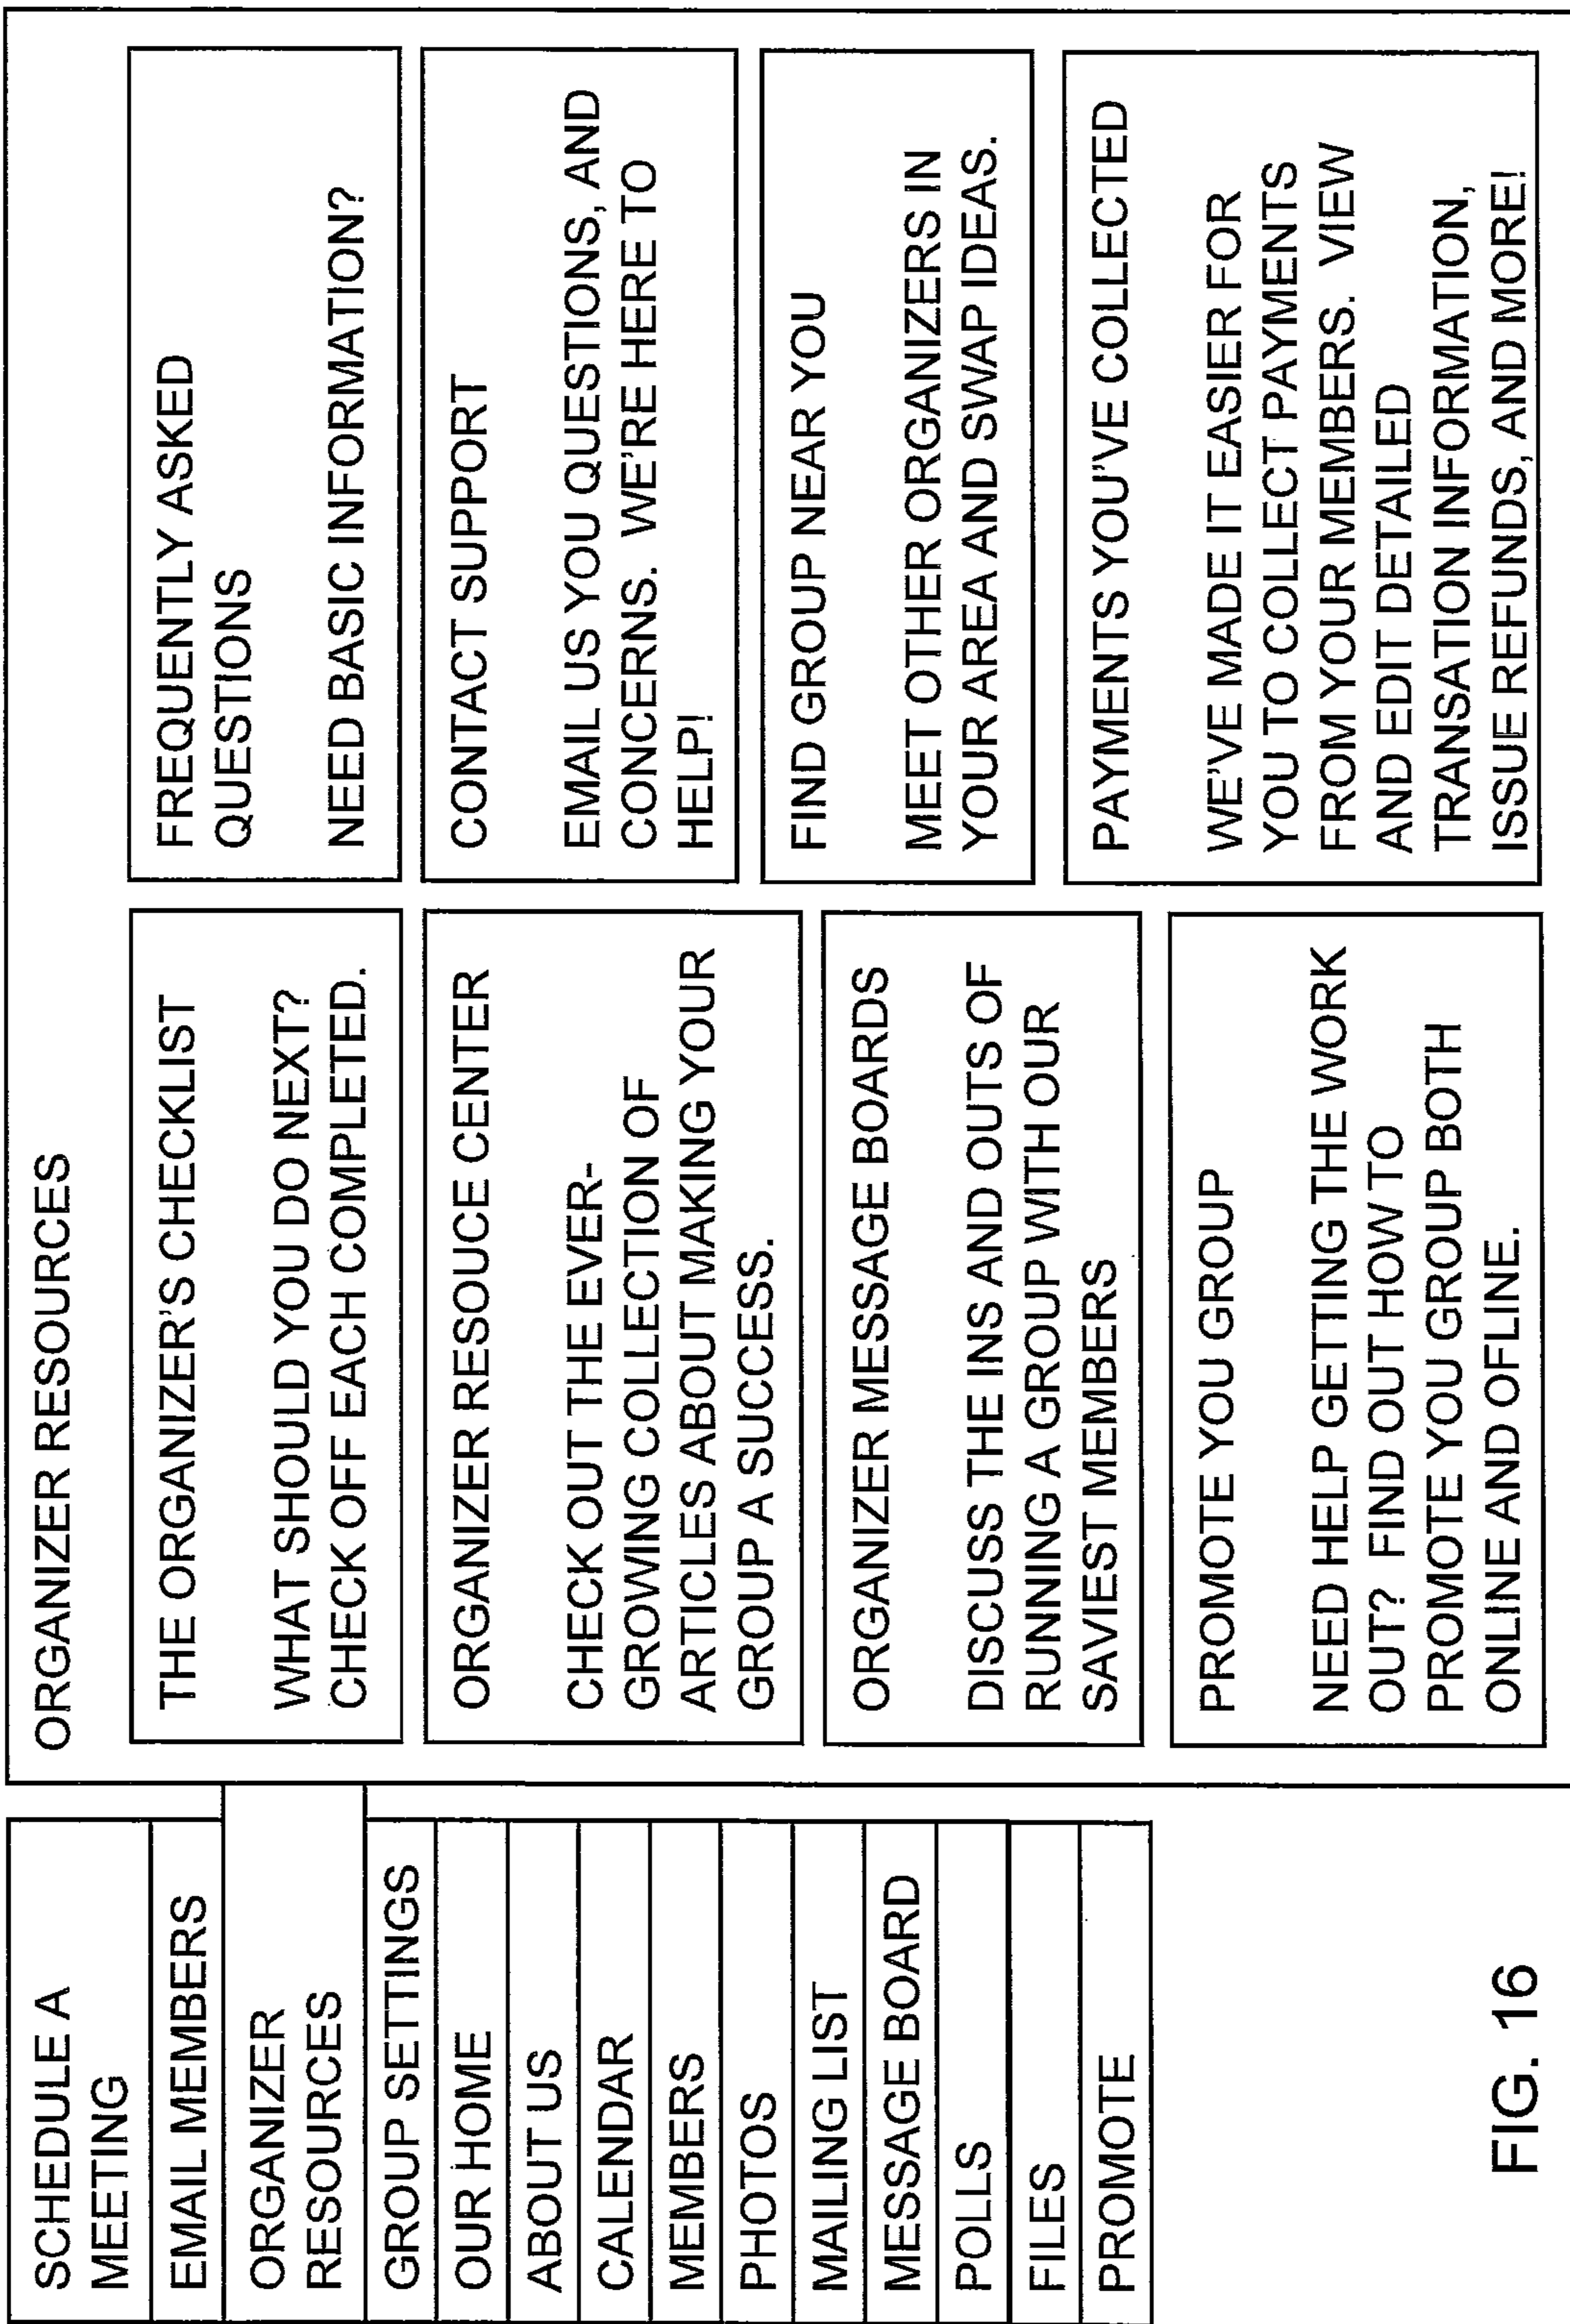 SCHEDULE A
MEETING
EMAIL MEMBERS
ORGANIZER
RESOURCES
GROUP SETTINGS
OUR HOME
ABOUT US
CALENDAR
MEMBERS
PHOTOS
MAILING LIST
MESSAGE BOARD
POLLS
FILES
PROMOTE
ORGANIZER RESOURCES
THE ORGANIZER'S CHECKLIST
WHAT SHOULD YOU DO NEXT?
CHECK OFF EACH COMPLETED.
ORGANIZER RESOUCE CENTER
CHECK OUT THE EVER-
GROWING COLLECTION OF
ARTICLES ABOUT MAKING YOUR
GROUP A SUCCESS.
ORGANIZER MESSAGE BOARDS
DISCUSS THE INS AND OUTS OF
RUNNING A GROUP WITH OUR
SAVIEST MEMBERS
PROMOTE YOU GROUP
NEED HELP GETTING THE WORK
OUT? FIND OUT HOW TO
PROMOTE YOU GROUP BOTH
ONLINE AND OFLINE.
FREQUENTLY ASKED
QUESTIONS
NEED BASIC INFORMATION?
CONTACT SUPPORT
EMAIL US YOU QUESTIONS, AND
CONCERNS. WE'RE HERE TO
HELP!
FIND GROUP NEAR YOU
MEET OTHER ORGANIZERS IN
YOUR AREA AND SWAP IDEAS.
PAYMENTS YOU'VE COLLECTED
WE'VE MADE IT EASIER FOR
YOU TO COLLECT PAYMENTS
FROM YOUR MEMBERS. VIEW
AND EDIT DETAILED
TRANSATION INFORMATION,
ISSUE REFUNDS, AND MORE!
FIG. 16